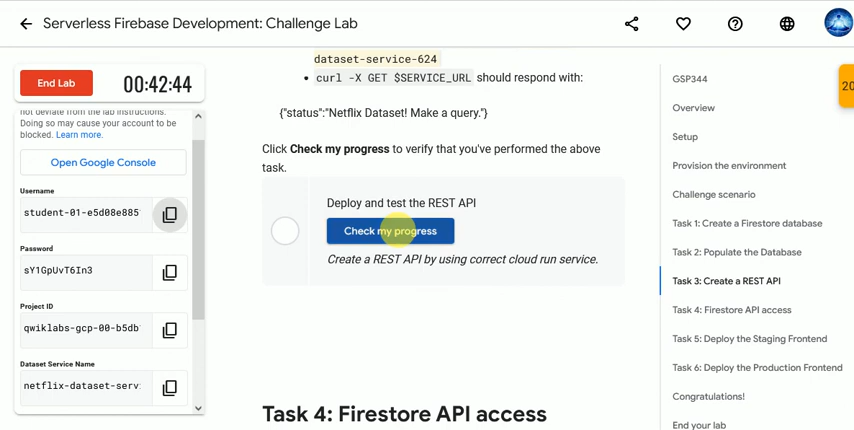 Serverless Firebase Development: Challenge Lab
End Lab
00:42:44
not deviate from the lab instructions.
Doing so may cause your account to be
blocked. Learn more.
Open Google Console
Username
student-01-e5d08e885
Password
sY1GpUvT6In3
Project ID
qwiklabs-gcp-00-b5db
Dataset Service Name
netflix-dataset-serv
dataset-service-624
• curl -X GET $SERVICE_URL should respond with:
{"status":"Netflix Dataset! Make a query."}
Click Check my progress to verify that you've performed the above
task.
Deploy and test the REST API
Check my progress
Create a REST API by using correct cloud run service.
Task 4: Firestore API access
20
GSP344
Overview
Setup
Provision the environment
Challenge scenario
Task 1: Create a Firestore database
Task 2: Populate the Database
Task 3: Create a REST API
Task 4: Firestore API access
Task 5: Deploy the Staging Frontend
Task 6: Deploy the Production Frontend
Congratulations!
End your lab